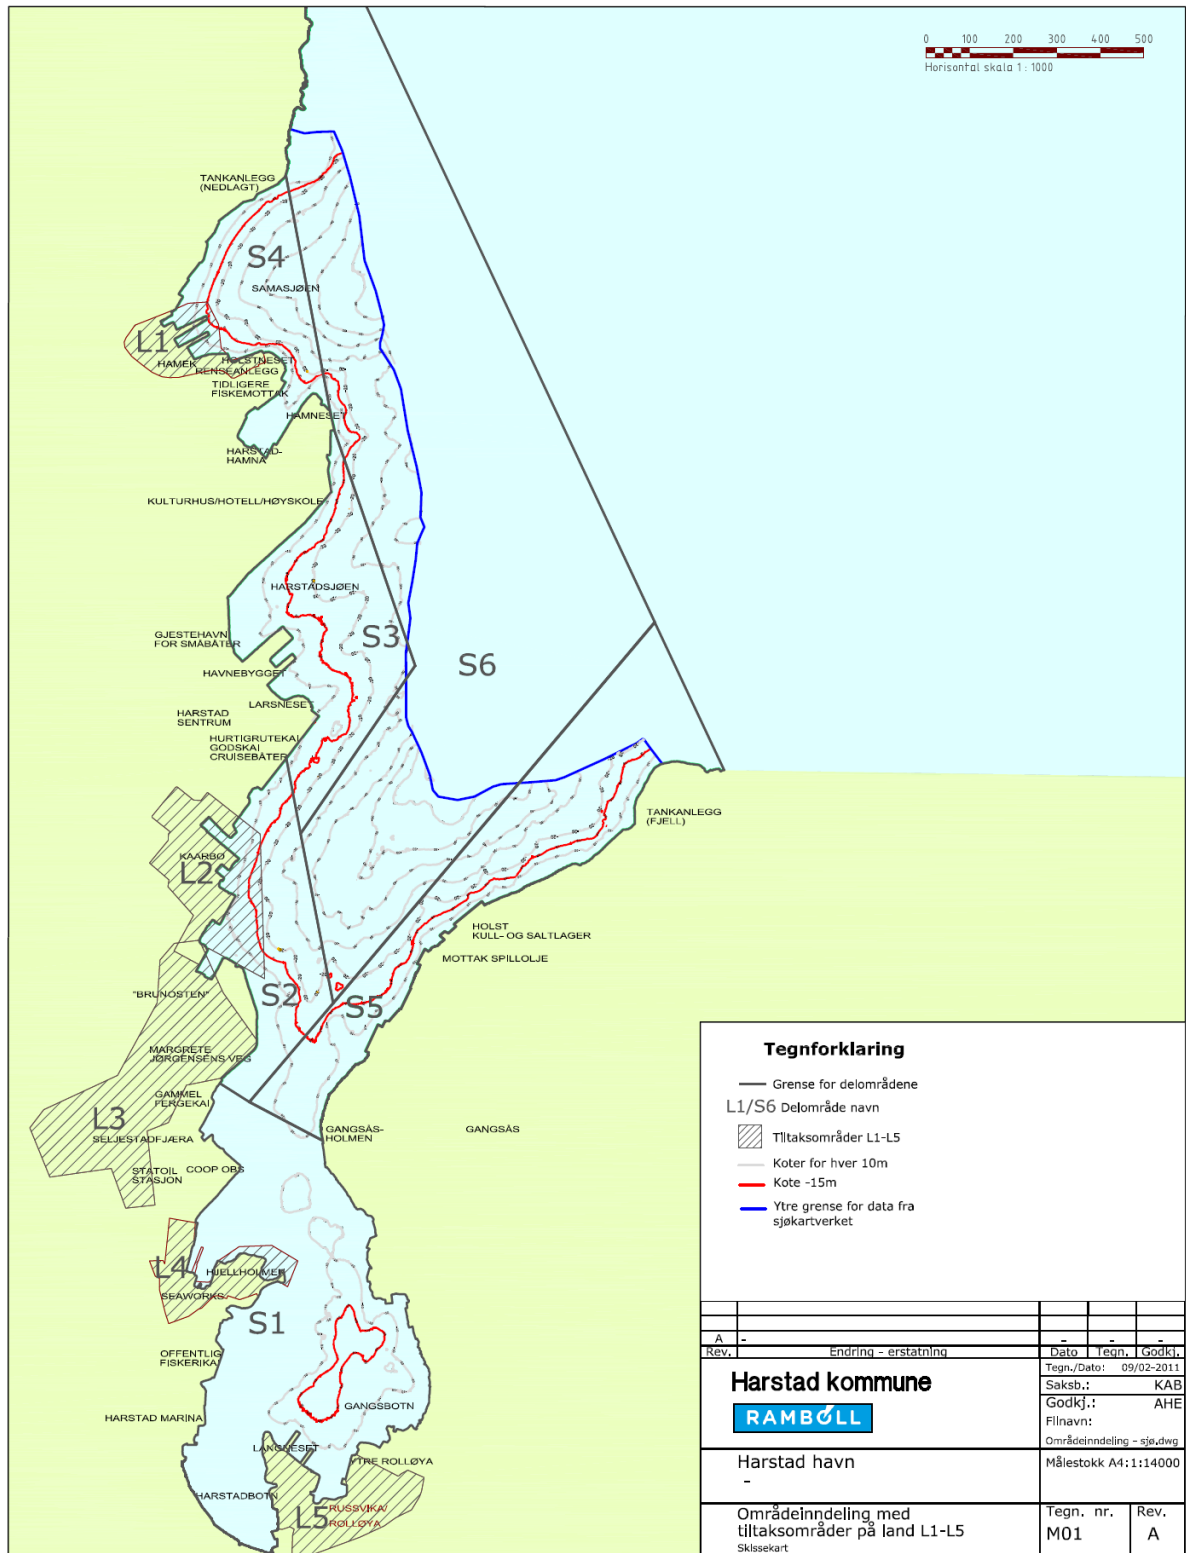 0 100 200 300 400 500
Horisontal skala 1 : 1000
TANKANLEGG
(NEDLAGT)
S4
SAMASJØEN
L1
HAMEK
HOLSTNESET
RENSEANLEGG
TIDLIGERE
FISKEMOTTAK
HAMNESET
HARSTAD-
HAMNA
KULTURHUS/HOTELL/HØYSKOLE
HARSTADSJØEN
GJESTEHAVN
FOR SMÅBÅTER
S3
S6
HAVNEBYGGET
LARSNESET
HARSTAD
SENTRUM
HURTIGRUTEKAI
GODSKAI
CRUISEBÅTER
TANKANLEGG
(FJELL)
KAARBØ
L2
HOLST
KULL- OG SALTLAGER
MOTTAK SPILLOLJE
"BRUNOSTEN"
S2
S5
MARGRETE
JØRGENSENS VEG
GAMMEL
FERGEKAI
L3
SELJESTADFJÆRA
GANGSÅS-
HOLMEN
GANGSÅS
STATOIL
STASJON
COOP OBS
L4
HJELLHOLMEN
SEAWORKS
S1
OFFENTLIG
FISKERIKAI
GANGSBOTN
HARSTAD MARINA
LANGNESET
YTRE ROLLØYA
HARSTADBOTN
L5
RUSSVIKA/
ROLLØYA
Tegnforklaring
Grense for delområdene
L1/S6 Delområde navn
Tiltaksområder L1-L5
Koter for hver 10m
Kote -15m
Ytre grense for data fra
sjøkartverket
A - - - -
Rev. Endring - erstatning Dato Tegn. Godkj.
Harstad kommune
RAMBØLL
Tegn./Dato: 09/02-2011
Saksb.: KAB
Godkj.: AHE
Filnavn:
Områdeinndeling - sjø.dwg
Harstad havn
-
Målestokk A4:1:14000
Områdeinndeling med
tiltaksområder på land L1-L5
Skissekart
Tegn. nr. Rev.
M01 A